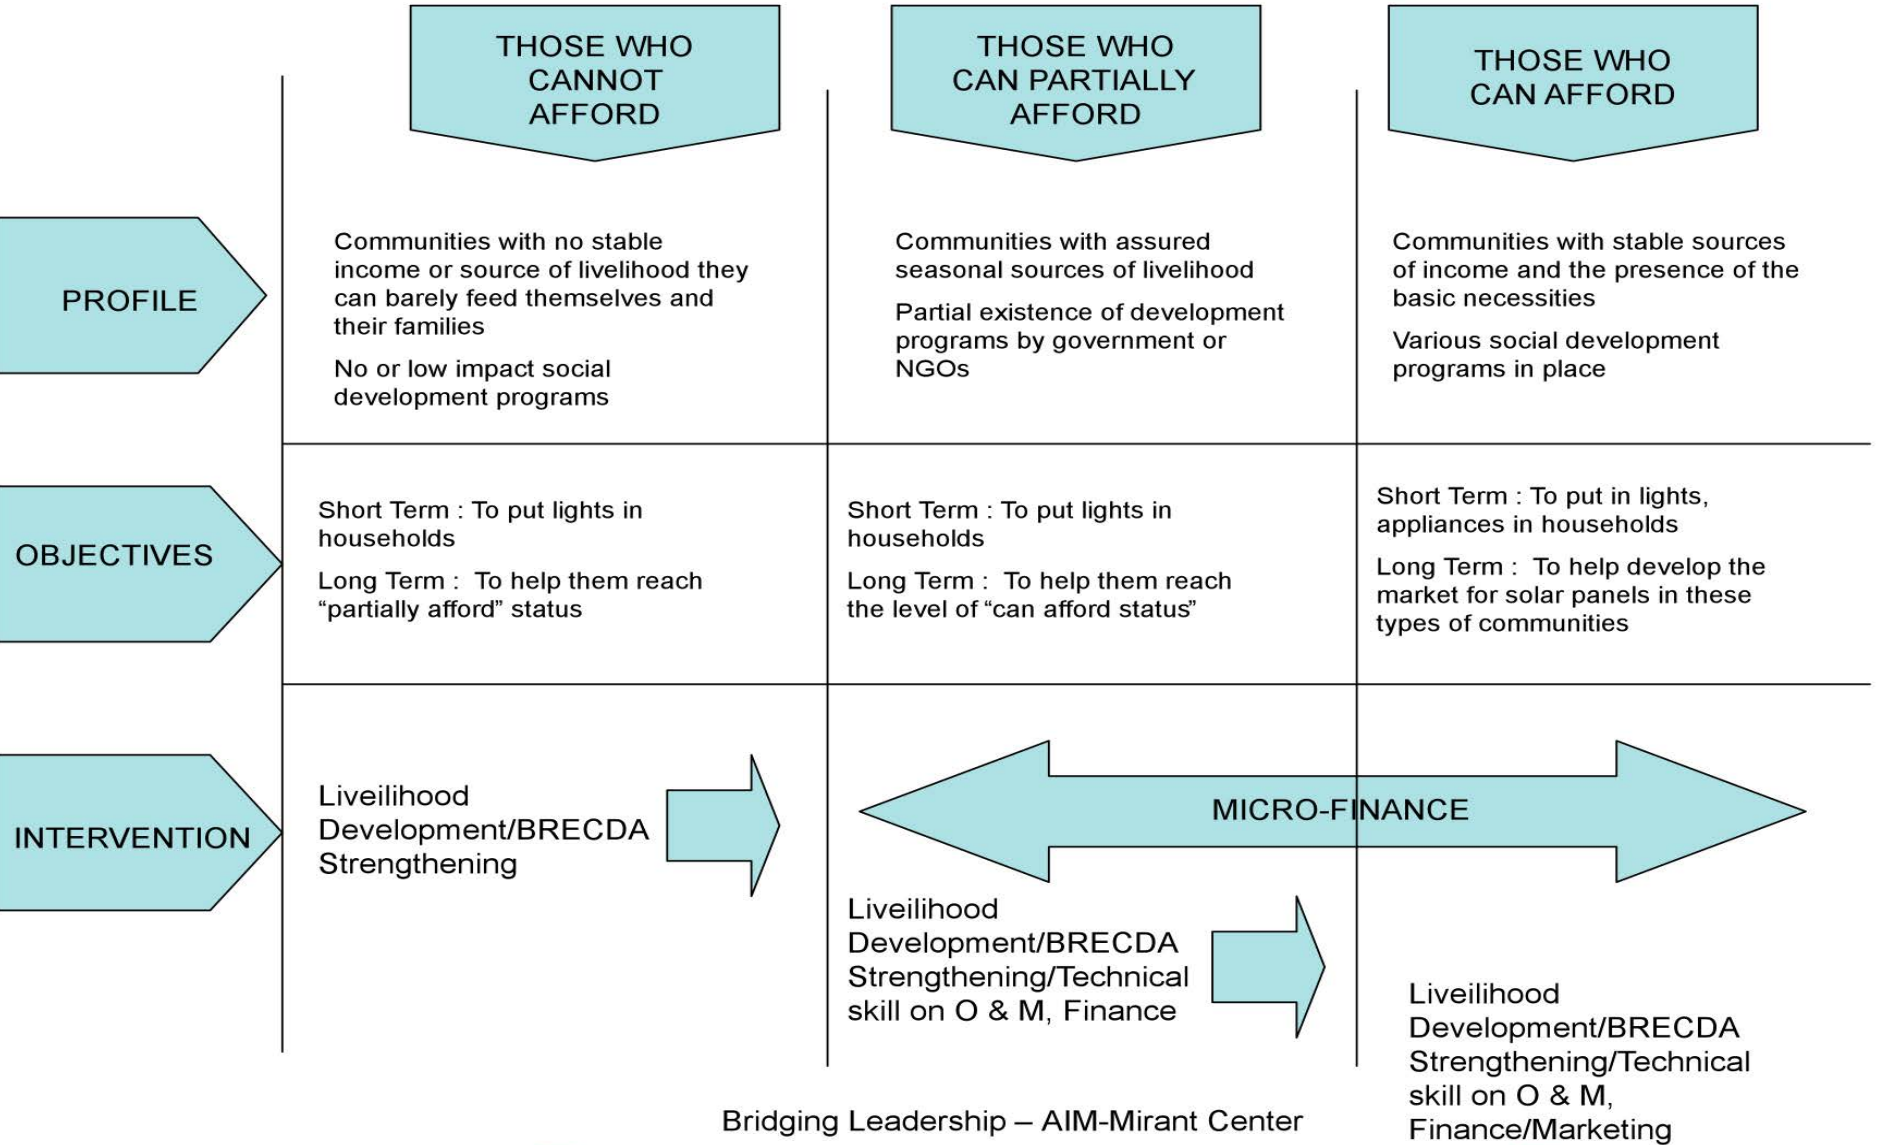 THOSE WHO
CANNOT
AFFORD
THOSE WHO
CAN PARTIALLY
AFFORD
THOSE WHO
CAN AFFORD
PROFILE
Communities with no stable
income or source of livelihood they
can barely feed themselves and
their families
No or low impact social
development programs
Communities with assured
seasonal sources of livelihood
Partial existence of development
programs by government or
NGOs
Communities with stable sources
of income and the presence of the
basic necessities
Various social development
programs in place
OBJECTIVES
Short Term : To put lights in
households
Long Term :  To help them reach
“partially afford” status
Short Term : To put lights in
households
Long Term :  To help them reach
the level of “can afford status”
Short Term : To put in lights,
appliances in households
Long Term :  To help develop the
market for solar panels in these
types of communities
INTERVENTION
Liveilihood
Development/BRECDA
Strengthening
MICRO-FINANCE
Liveilihood
Development/BRECDA
Strengthening/Technical
skill on O & M, Finance
Liveilihood
Development/BRECDA
Strengthening/Technical
skill on O & M,
Finance/Marketing
Bridging Leadership – AIM-Mirant Center